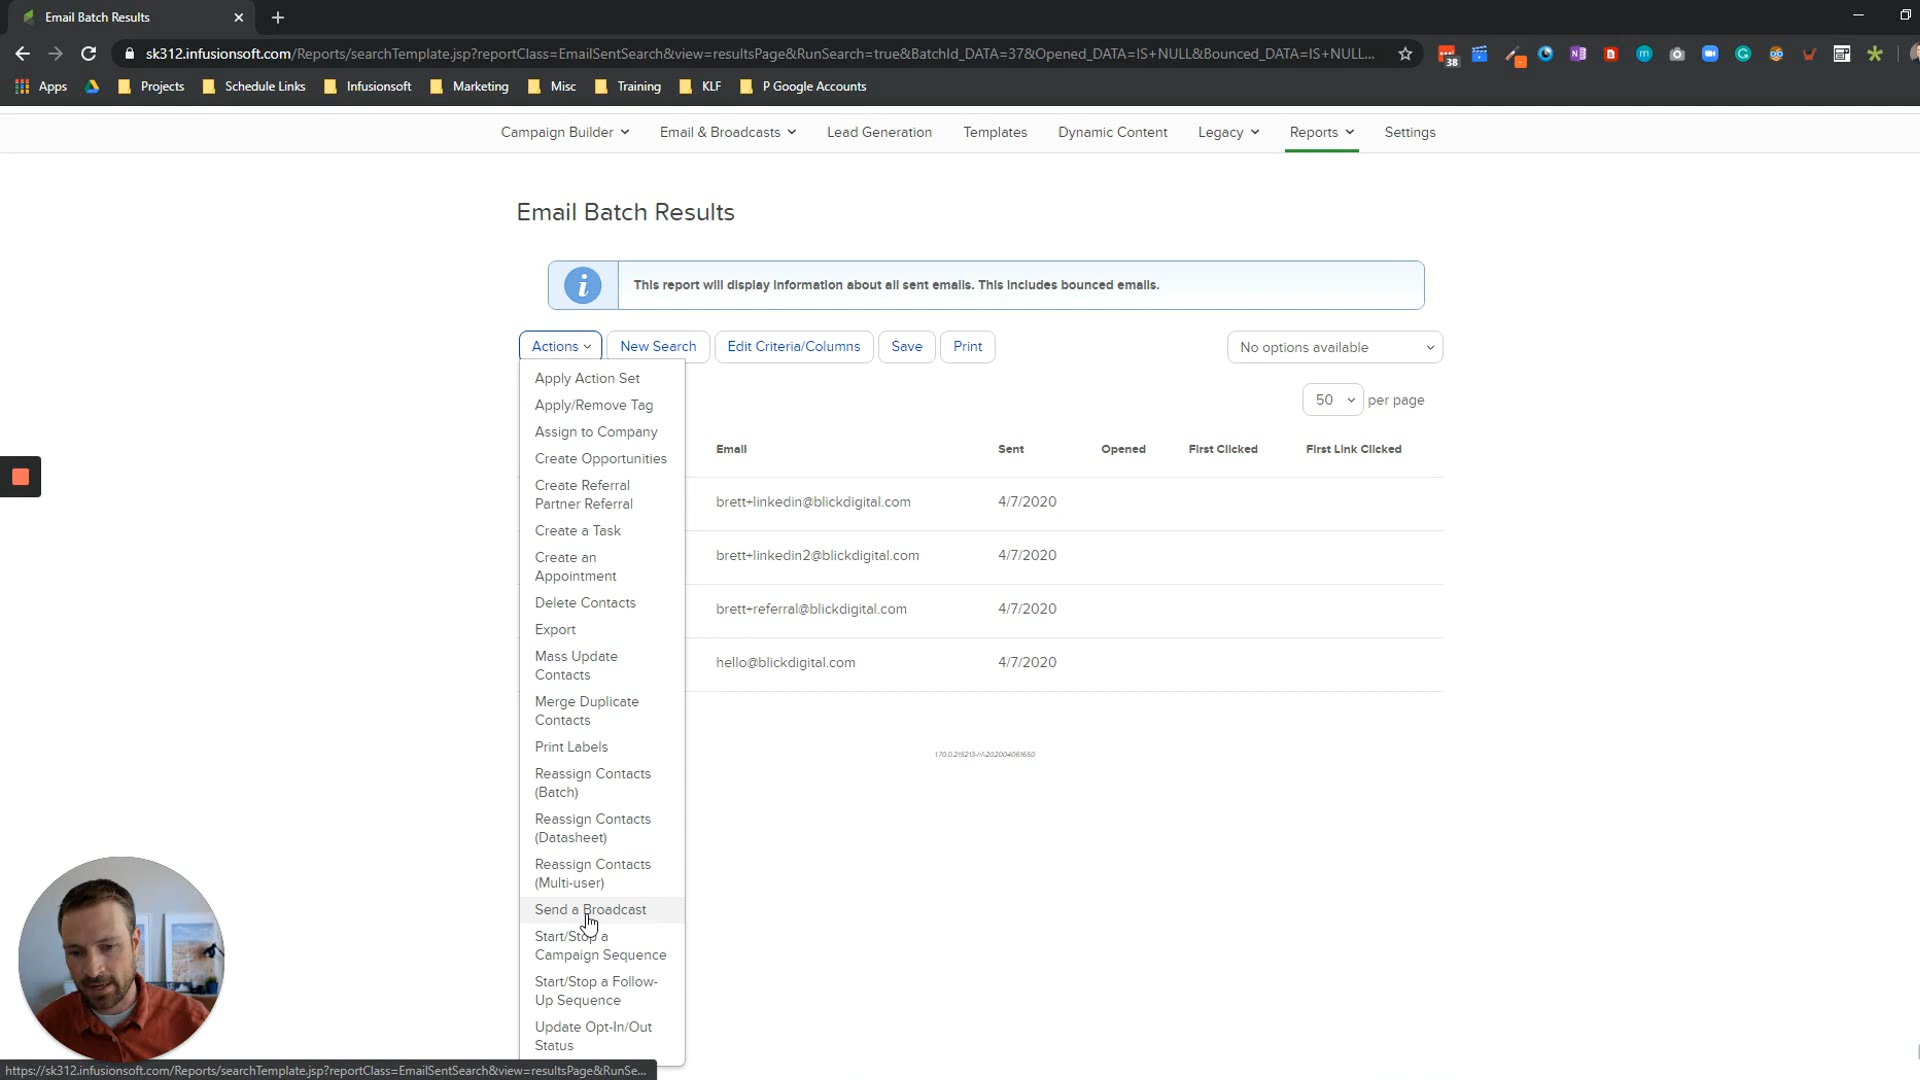 Email Batch Results
sk312.infusionsoft.com/Reports/searchTemplate.jsp?reportClass=EmailSentSearch&view=resultsPage&RunSearch=true&BatchId_DATA=37&Opened_DATA=IS+NULL&Bounced_DATA=IS+NULL...
38
Apps
Projects
Schedule Links
Infusionsoft
Marketing
Misc
Training
KLF
P Google Accounts
Campaign Builder
Email & Broadcasts
Lead Generation
Templates
Dynamic Content
Legacy
Reports
Settings
Email Batch Results
This report will display information about all sent emails. This includes bounced emails.
Actions
New Search
Edit Criteria/Columns
Save
Print
No options available
50 per page
Email
Sent
Opened
First Clicked
First Link Clicked
brett+linkedin@blickdigital.com 4/7/2020
brett+linkedin2@blickdigital.com 4/7/2020
brett+referral@blickdigital.com 4/7/2020
hello@blickdigital.com 4/7/2020
Apply Action Set
Apply/Remove Tag
Assign to Company
Create Opportunities
Create Referral
Partner Referral
Create a Task
Create an
Appointment
Delete Contacts
Export
Mass Update
Contacts
Merge Duplicate
Contacts
Print Labels
Reassign Contacts
(Batch)
Reassign Contacts
(Datasheet)
Reassign Contacts
(Multi-user)
Send a Broadcast
Start/Stop a
Campaign Sequence
Start/Stop a Follow-
Up Sequence
Update Opt-In/Out
Status
https://sk312.infusionsoft.com/Reports/searchTemplate.jsp?reportClass=EmailSentSearch&view=resultsPage&RunSe...